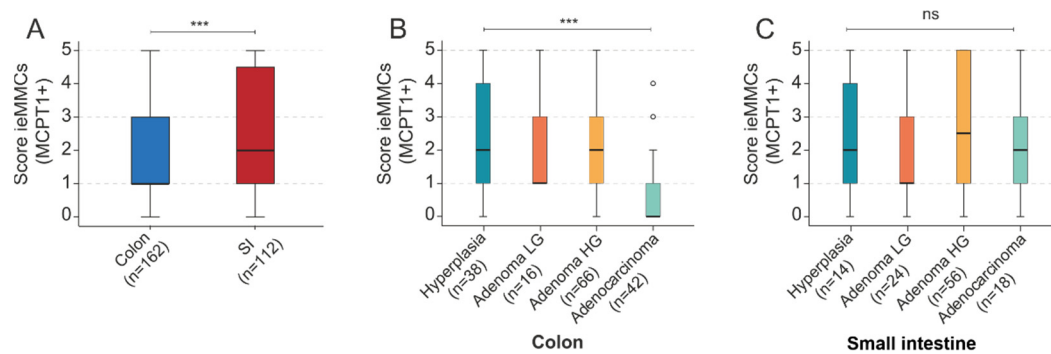 A
***
Score ieMMCs
(MCPT1+)
5
4
3
2
1
0
Colon
(n=162)
SI
(n=112)
B
***
Score ieMMCs
(MCPT1+)
5
4
3
2
1
0
Hyperplasia
(n=38)
Adenoma LG
(n=16)
Adenoma HG
(n=66)
Adenocarcinoma
(n=42)
Colon
C
ns
Score ieMMCs
(MCPT1+)
5
4
3
2
1
0
Hyperplasia
(n=14)
Adenoma LG
(n=24)
Adenoma HG
(n=56)
Adenocarcinoma
(n=18)
Small intestine